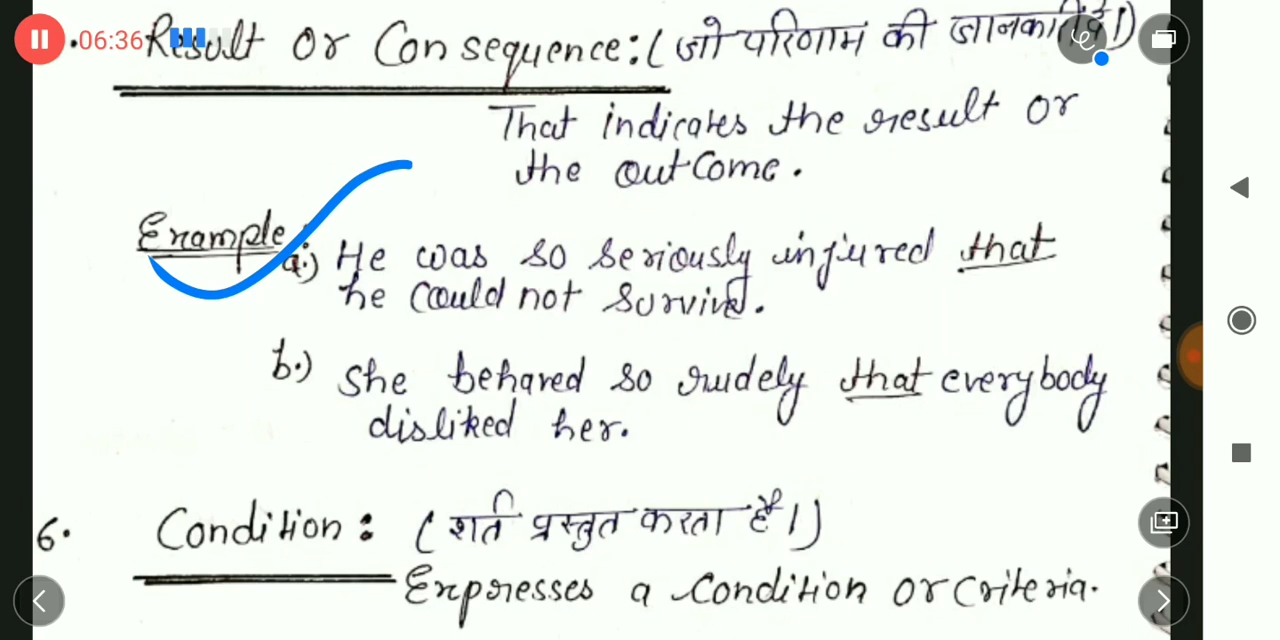 06:36
Result or Consequence:(जो परिणाम की जानकारी दे।)
That indicates the result or
the outcome.
Example:
a.) He was so seriously injured that
he could not survive.
b.) She behaved so rudely that everybody
disliked her.
6. Condition: (शर्त प्रस्तुत करता है।)
Expresses a condition or criteria.